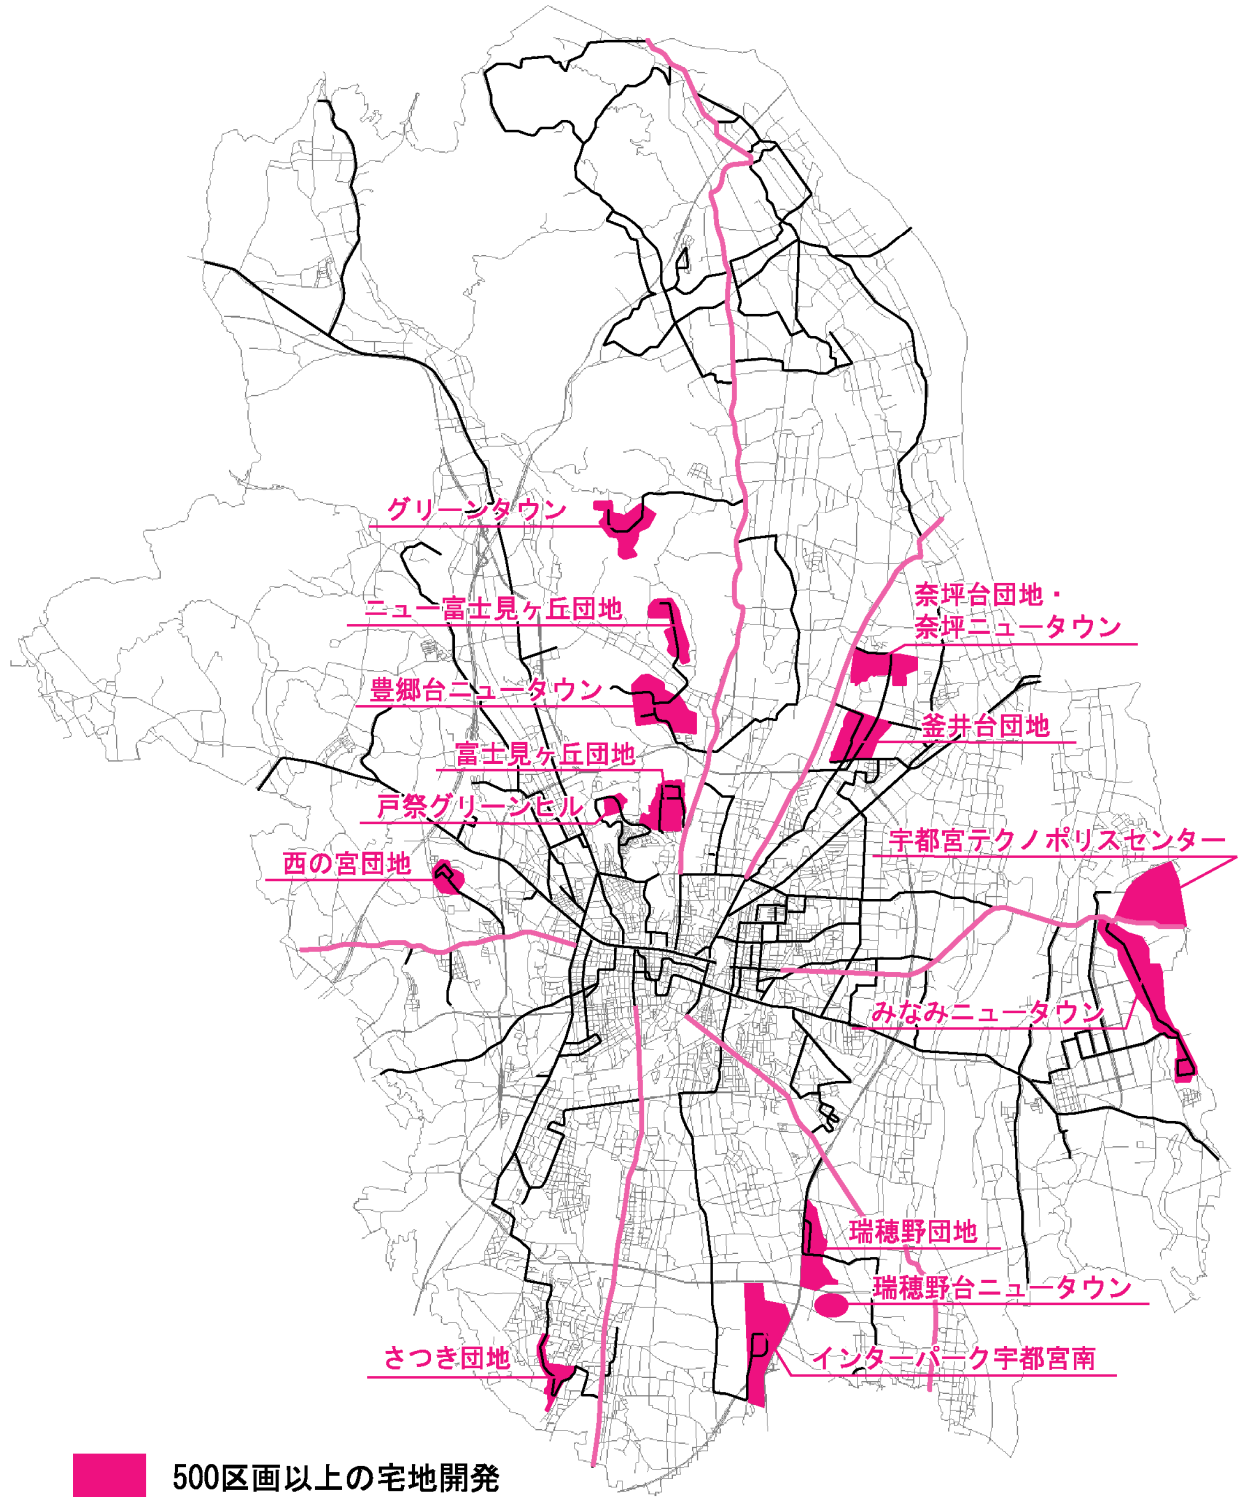 グリーンタウン
ニュー富士見ヶ丘団地
奈坪台団地・
奈坪ニュータウン
豊郷台ニュータウン
釜井台団地
富士見ヶ丘団地
戸祭グリーンヒル
宇都宮テクノポリスセンター
西の宮団地
みなみニュータウン
瑞穂野団地
瑞穂野台ニュータウン
さつき団地
インターパーク宇都宮南
500区画以上の宅地開発